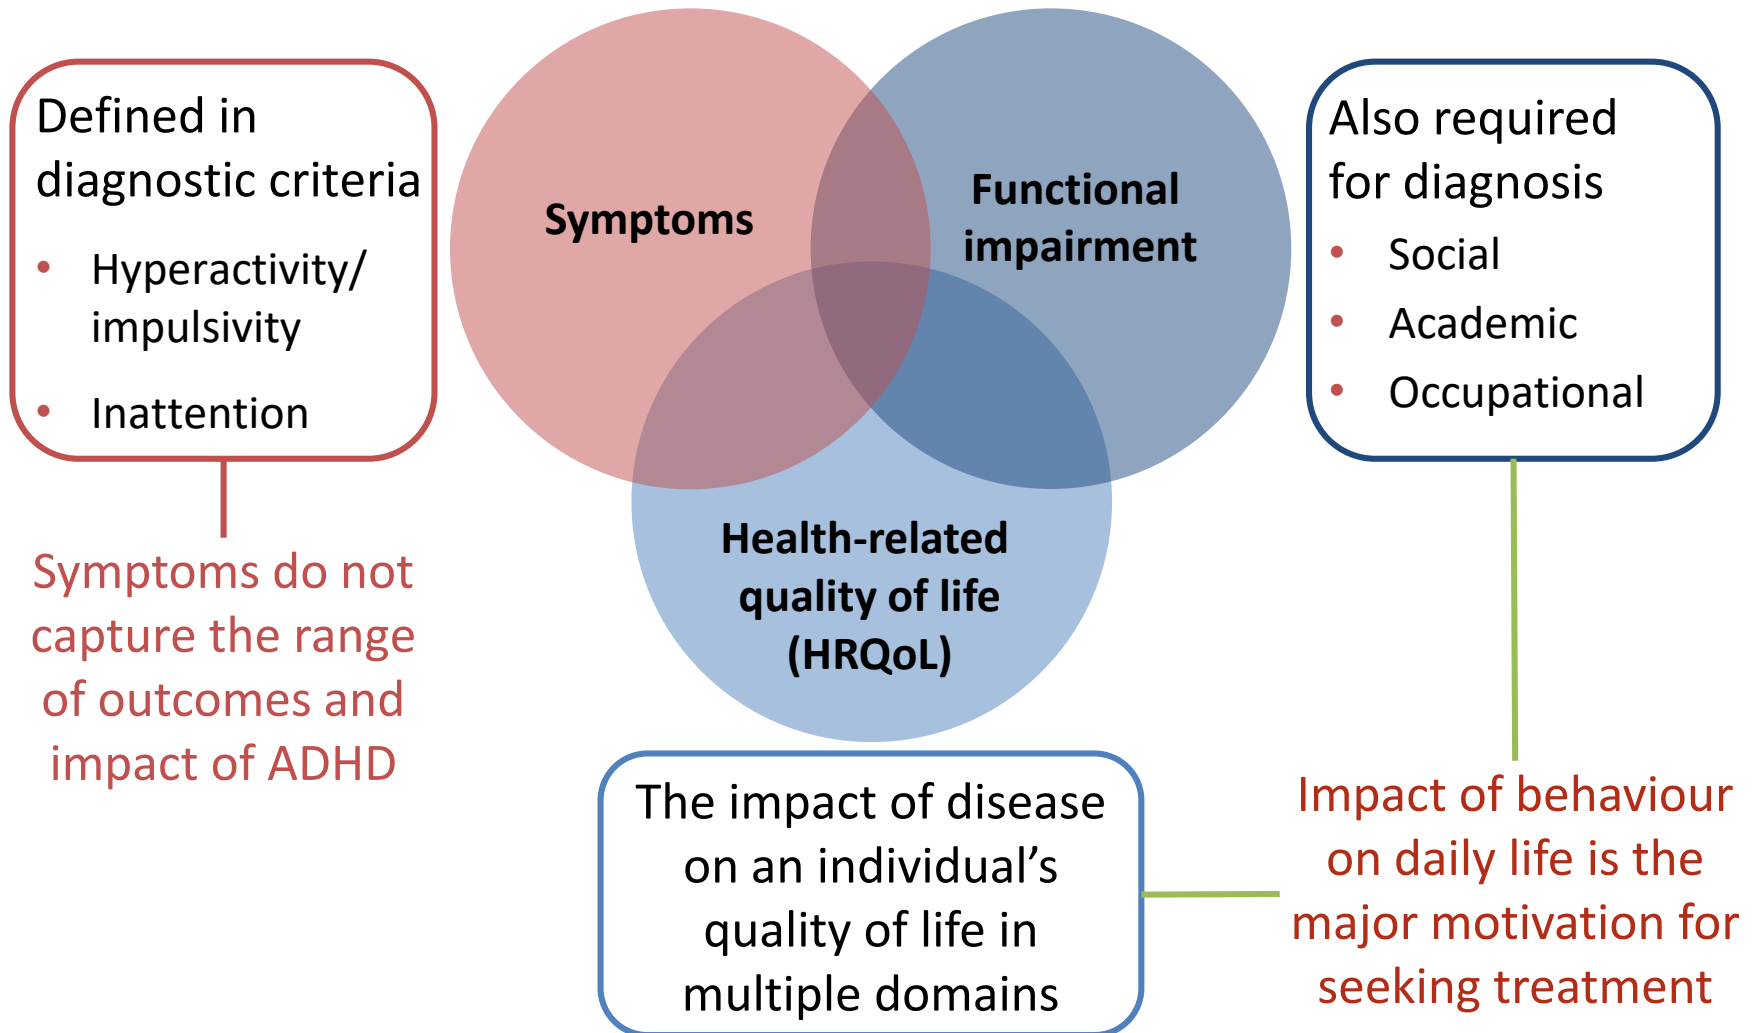 Defined in
diagnostic criteria
• Hyperactivity/
impulsivity
• Inattention
Symptoms do not
capture the range
of outcomes and
impact of ADHD
Symptoms
Functional
impairment
Health-related
quality of life
(HRQoL)
The impact of disease
on an individual’s
quality of life in
multiple domains
Also required
for diagnosis
• Social
• Academic
• Occupational
Impact of behaviour
on daily life is the
major motivation for
seeking treatment